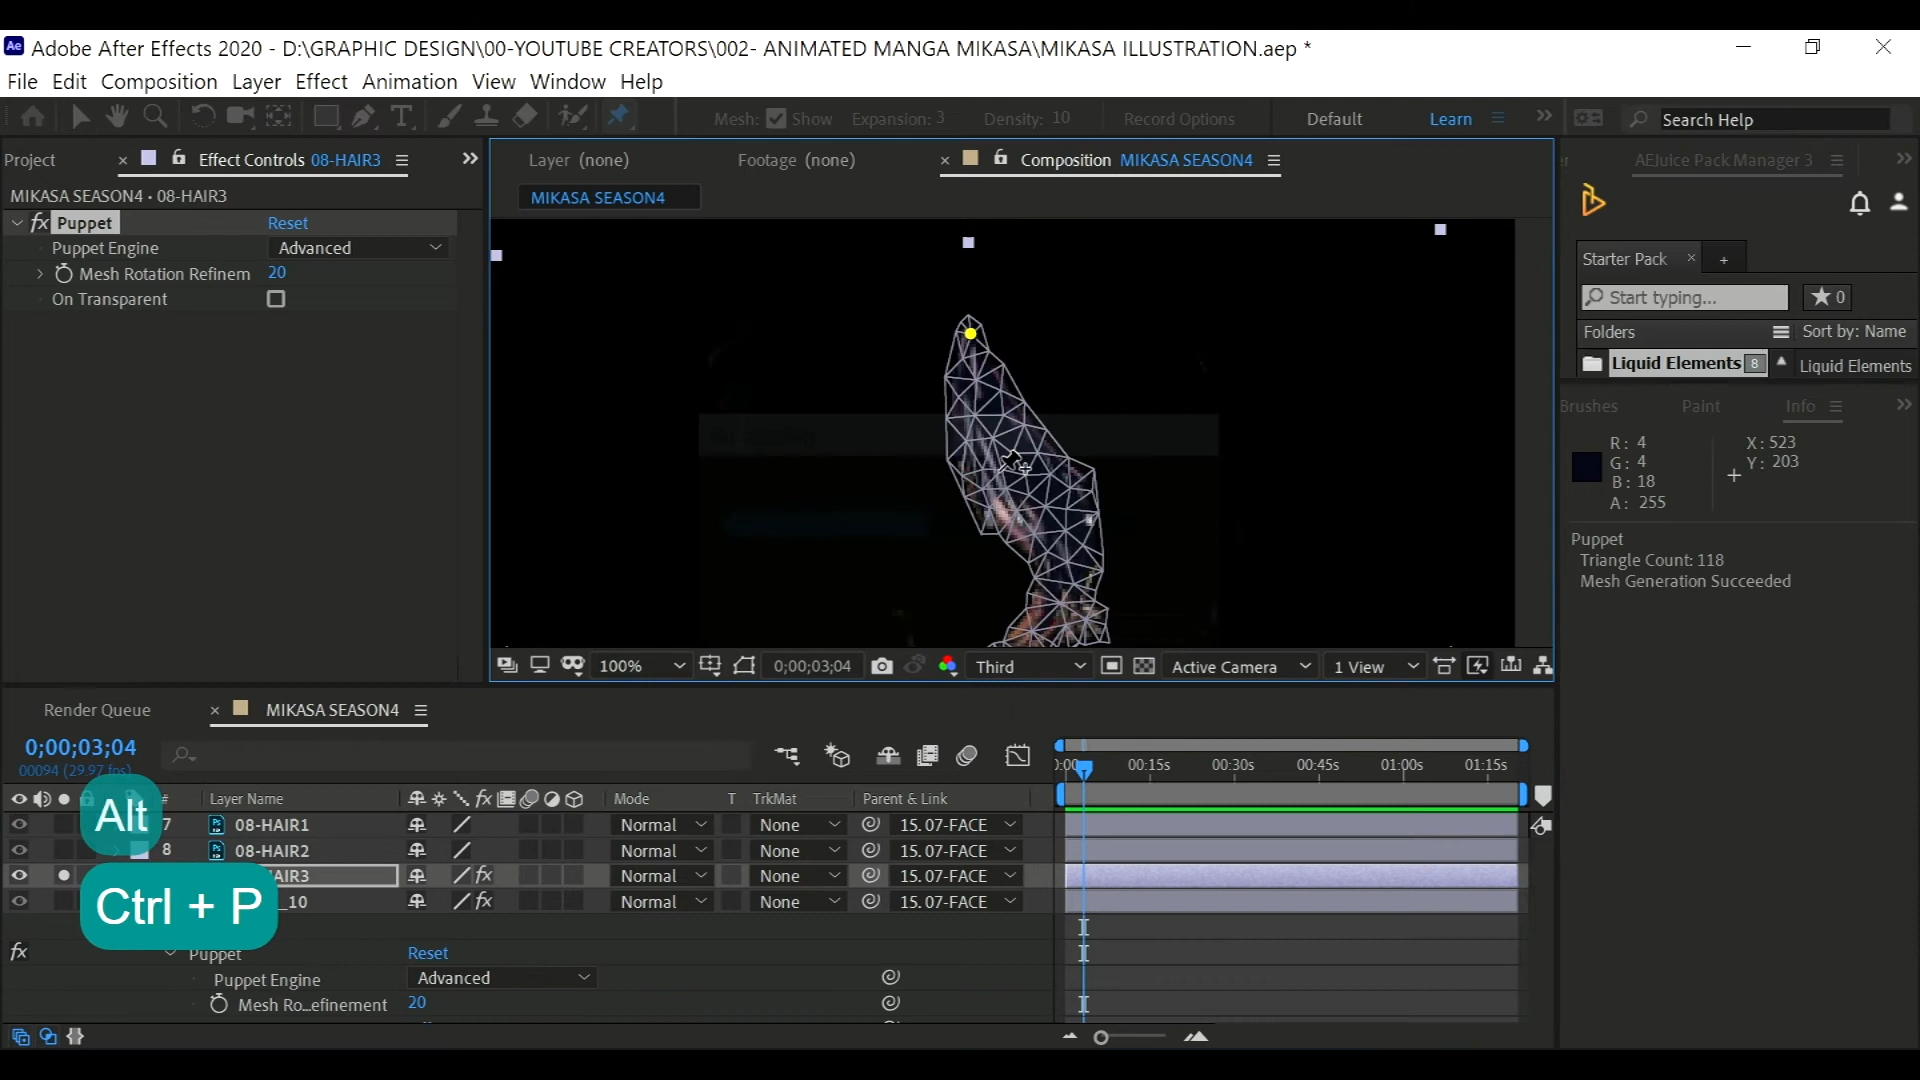 Ae Adobe After Effects 2020 - D:\GRAPHIC DESIGN\00-YOUTUBE CREATORS\002- ANIMATED MANGA MIKASA\MIKASA ILLUSTRATION.aep *
File Edit Composition Layer Effect Animation View Window Help
Mesh: Show Expansion: 3 Density: 10 Record Options Default Learn Search Help
Project Effect Controls 08-HAIR3
Layer (none) Footage (none) Composition MIKASA SEASON4
AEJuice Pack Manager 3
MIKASA SEASON4 • 08-HAIR3
MIKASA SEASON4
fx Puppet Reset
Puppet Engine Advanced
Mesh Rotation Refinem 20
On Transparent
Starter Pack × +
Start typing...
0
Folders Sort by: Name
Liquid Elements 8 Liquid Elements
Brushes Paint Info
R: 4
G: 4
B: 18
A: 255
X: 523
Y: 203
Puppet
Triangle Count: 118
Mesh Generation Succeeded
100% 0;00;03;04 Third Active Camera 1 View
Render Queue MIKASA SEASON4
0;00;03;04
00094 (29.97 fps)
00:15s 00:30s 00:45s 01:00s 01:15s
# Layer Name fx Mode T TrkMat Parent & Link
7 08-HAIR1 Normal None 15. 07-FACE
8 08-HAIR2 Normal None 15. 07-FACE
HAIR3 fx Normal None 15. 07-FACE
_10 fx Normal None 15. 07-FACE
Alt
Ctrl + P
fx Puppet Reset
Puppet Engine Advanced
Mesh Ro...efinement 20